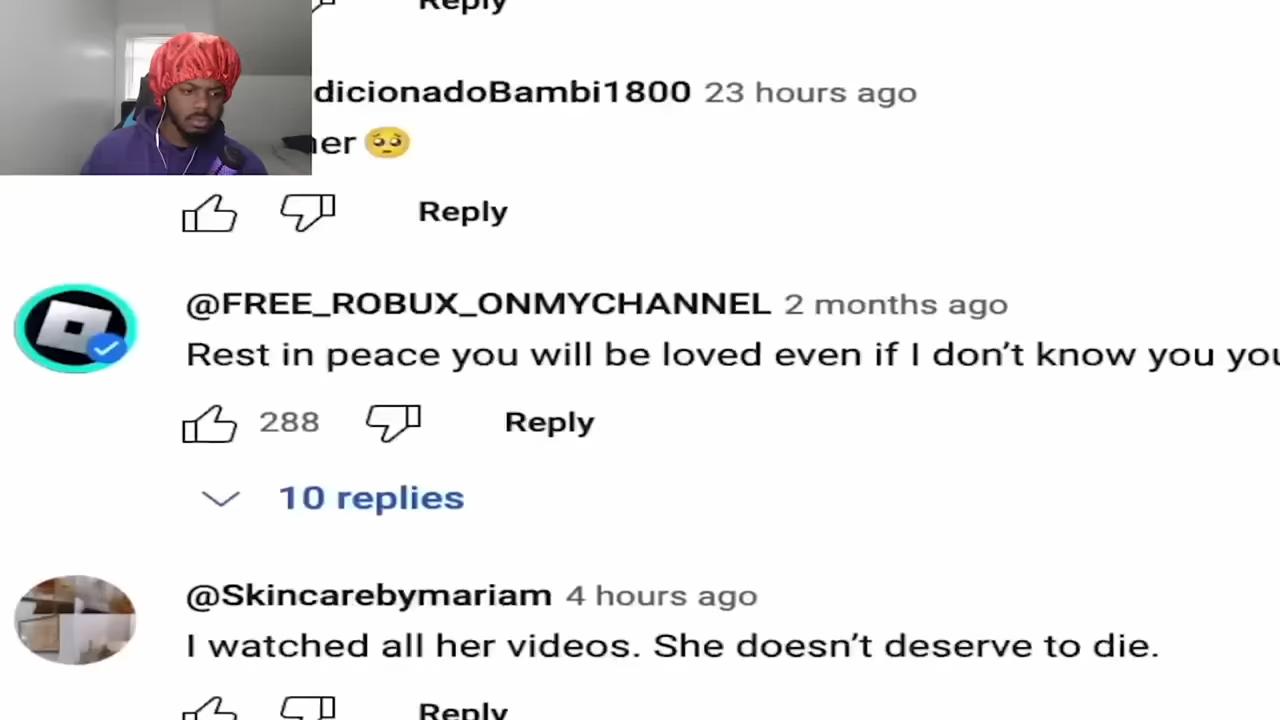 Reply
dicionadoBambi1800 23 hours ago
her 🥺
Reply
@FREE_ROBUX_ONMYCHANNEL 2 months ago
Rest in peace you will be loved even if I don’t know you you
288 Reply
10 replies
@Skincarebymariam 4 hours ago
I watched all her videos. She doesn’t deserve to die.
Reply